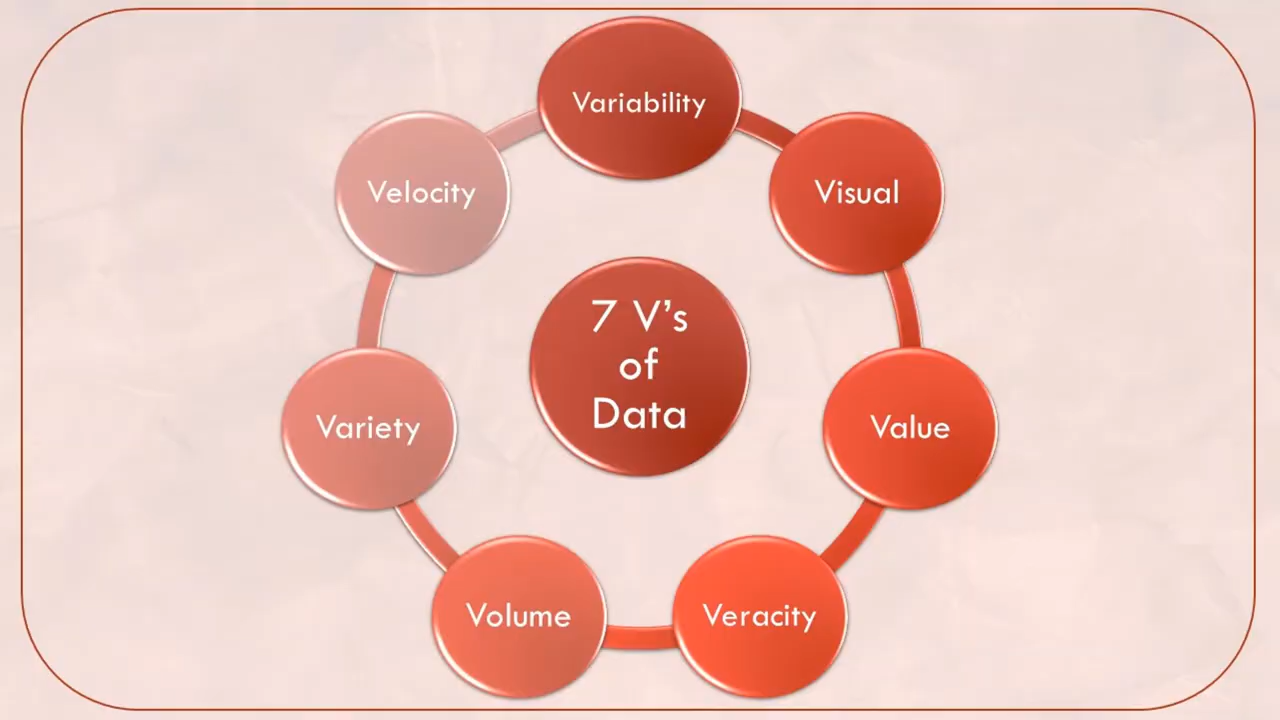 Variability
Velocity
Visual
7 V’s
of
Data
Variety
Value
Volume
Veracity